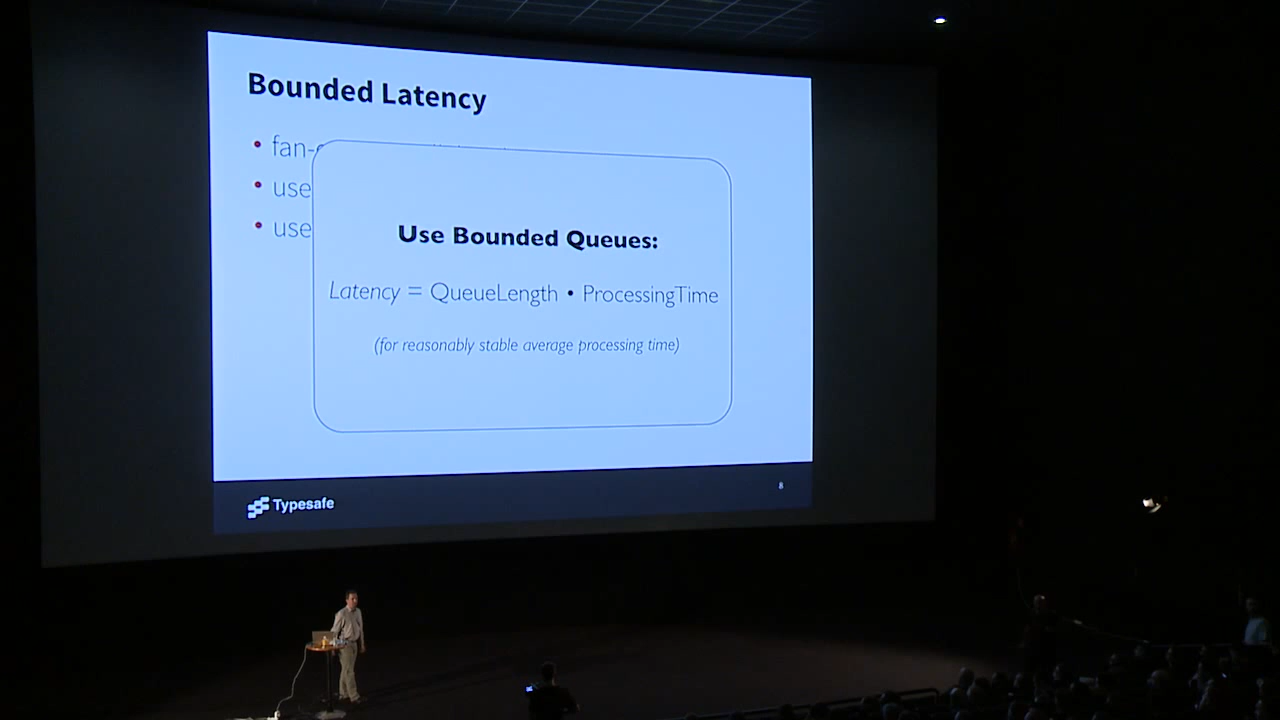 Bounded Latency
• fan-
• use
• use
Use Bounded Queues:
Latency = QueueLength • ProcessingTime
(for reasonably stable average processing time)
Typesafe
8